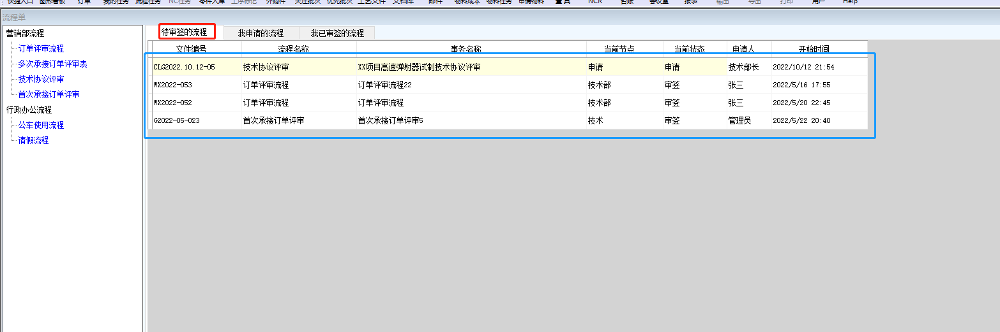 快捷入口 图形看板 订单 我的任务 流程任务 NC任务 零件入库 工序标记 外购件 关注批次 优先批次 工艺文件 文档库 邮件 物料成本 物料任务 申请物料 量 具 NCR 台账 会议室 报表 输出 导出 打印 用户 Help
流程单
营销部流程
订单评审流程
多次承接订单评审表
技术协议评审
首次承接订单评审
行政办公流程
公车使用流程
请假流程
待审签的流程 我申请的流程 我已审签的流程
文件编号 流程名称 事务名称 当前节点 当前状态 申请人 开始时间
CLG2022.10.12-05 技术协议评审 XX项目高速弹射器试制技术协议评审 申请 申请 技术部长 2022/10/12 21:54
WX2022-053 订单评审流程 订单评审流程22 技术部 审签 张三 2022/5/16 17:55
WX2022-052 订单评审流程 订单评审流程 技术部 审签 张三 2022/5/20 22:45
G2022-05-023 首次承接订单评审 首次承接订单评审5 技术 审签 管理员 2022/5/22 20:40